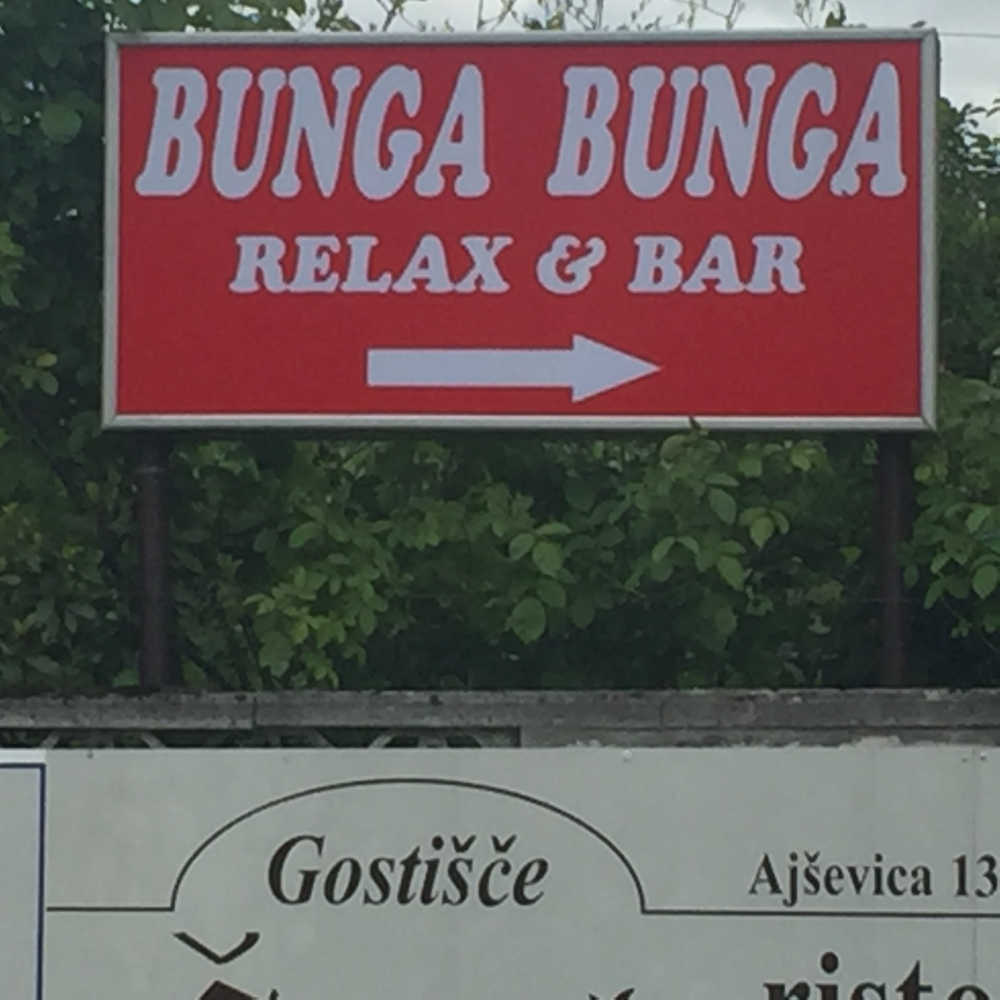 BUNGA BUNGA
RELAX & BAR
Gostišče
Ajševica 13